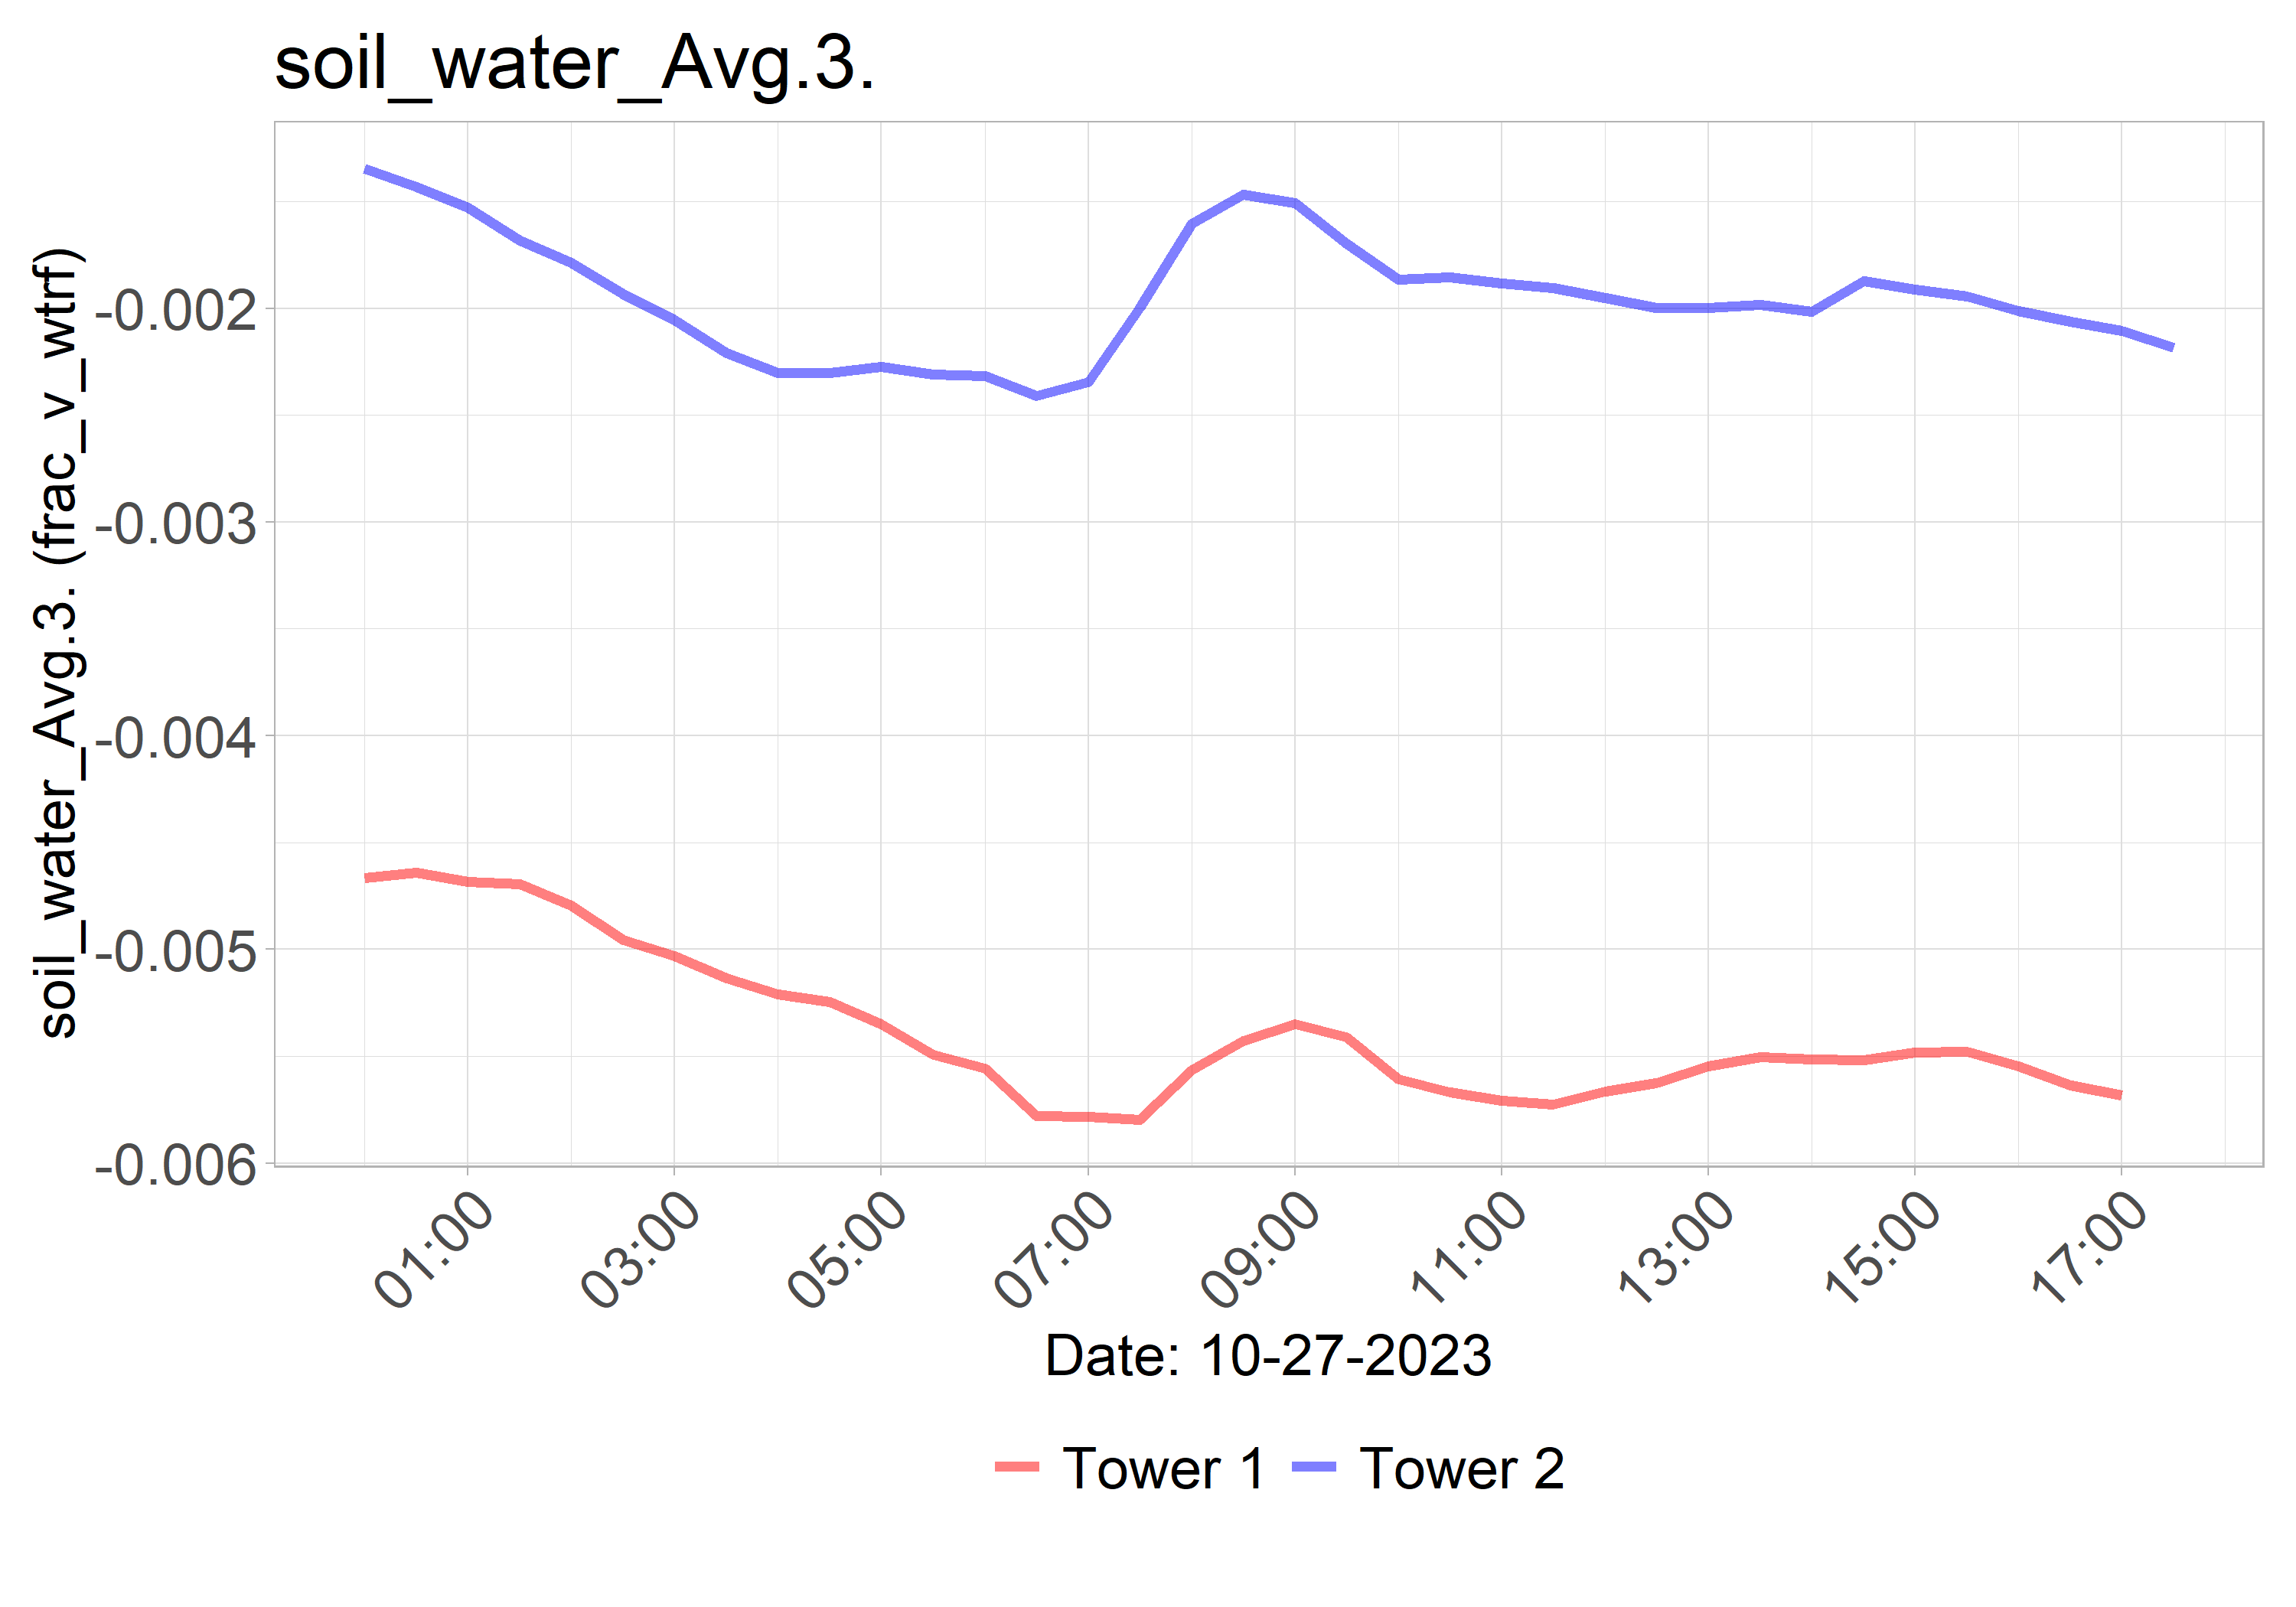 soil_water_Avg.3.
soil_water_Avg.3. (frac_v_wtrf)
-0.002
-0.003
-0.004
-0.005
-0.006
01:00
03:00
05:00
07:00
09:00
11:00
13:00
15:00
17:00
Date: 10-27-2023
Tower 1
Tower 2